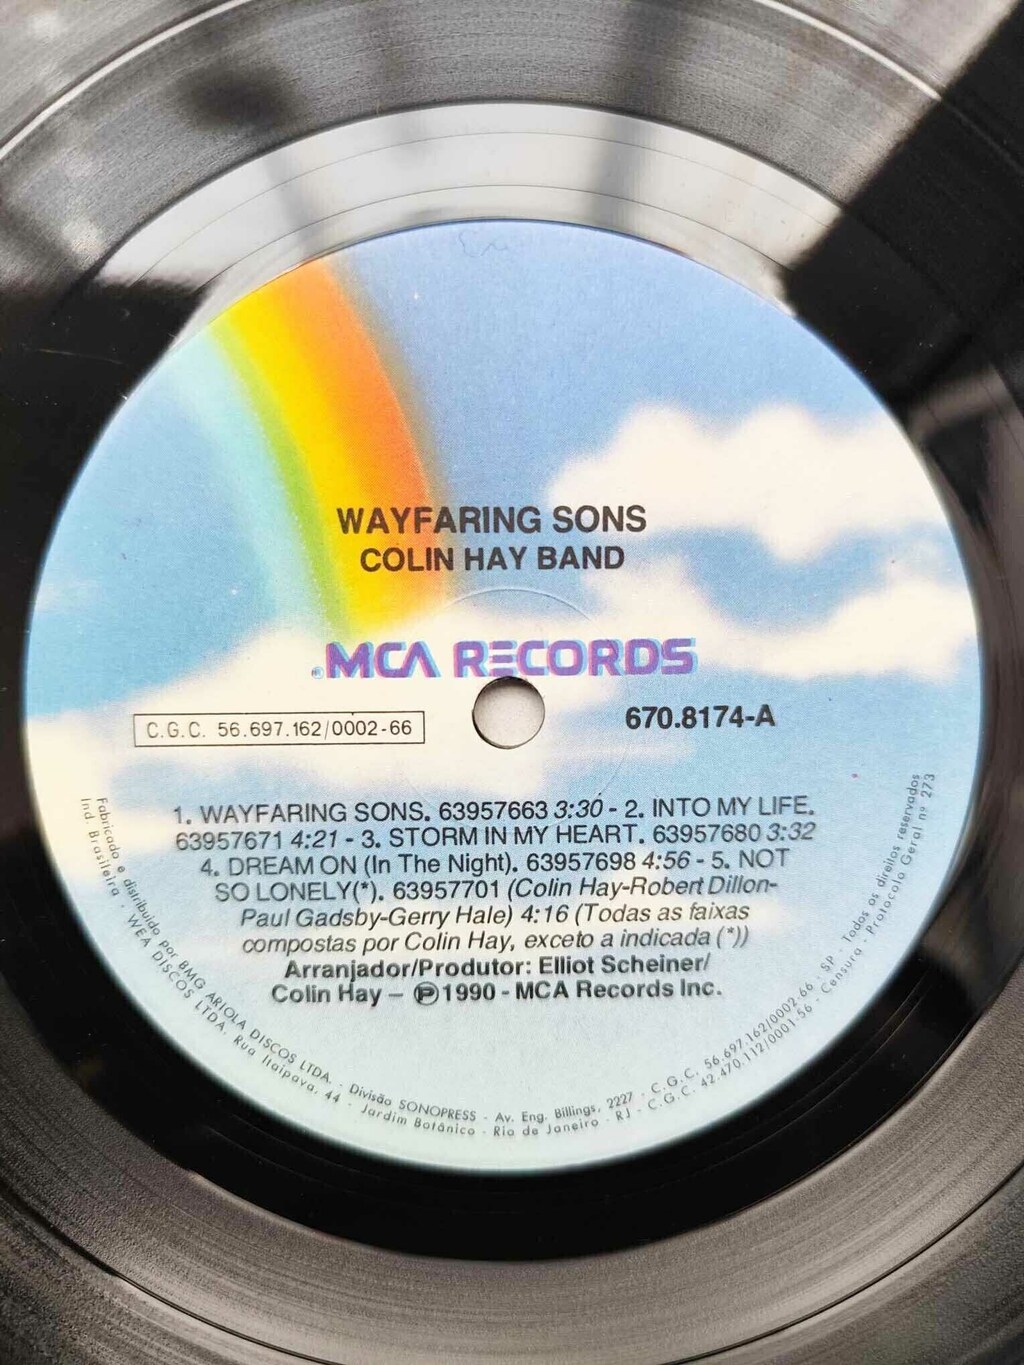 WAYFARING SONS
COLIN HAY BAND
MCA RECORDS
C.G.C. 56.697.162/0002-66
670.8174-A
1. WAYFARING SONS. 63957663 3:30 - 2. INTO MY LIFE.
63957671 4:21 - 3. STORM IN MY HEART. 63957680 3:32
4. DREAM ON (In The Night). 63957698 4:56 - 5. NOT
SO LONELY(*). 63957701 (Colin Hay-Robert Dillon-
Paul Gadsby-Gerry Hale) 4:16 (Todas as faixas
compostas por Colin Hay, exceto a indicada (*))
Arranjador/Produtor: Elliot Scheiner/
Colin Hay – Ⓟ1990 - MCA Records Inc.
Fabricado e distribuído por BMG ARIOLA DISCOS LTDA. - Divisão SONOPRESS - Av. Eng. Billings, 2227 - C.G.C. 56.697.162/0002-66 - SP - Todos os direitos reservados
Ind. Brasileira - WEA DISCOS LTDA. Rua Itaipava, 44 - Jardim Botânico - Rio de Janeiro - RJ - C.G.C. 42.470.112/0001-56 - Censura - Protocolo Geral nº 273